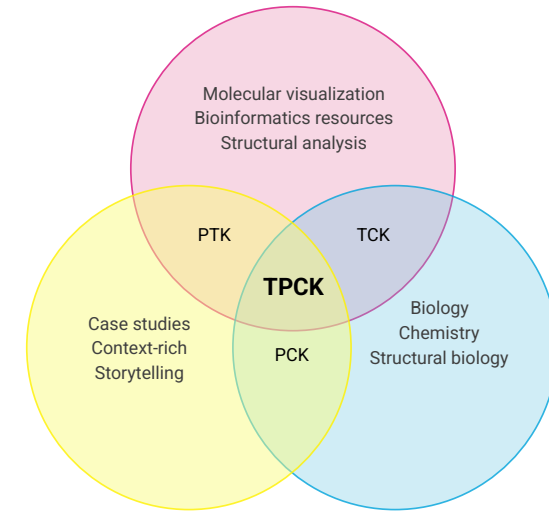 Molecular visualization
Bioinformatics resources
Structural analysis
PTK
TCK
TPCK
Case studies
Context-rich
Storytelling
PCK
Biology
Chemistry
Structural biology